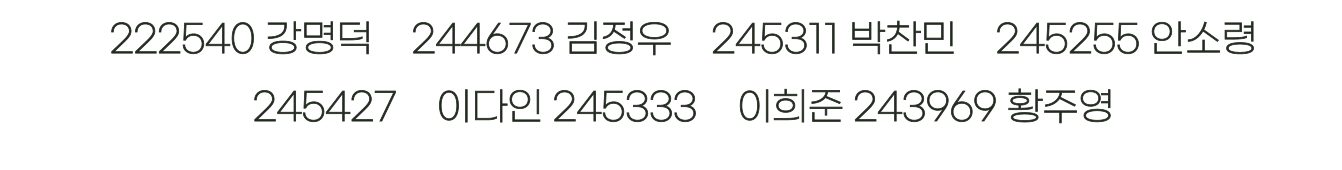 222540 강명덕 244673 김정우 245311 박찬민 245255 안소령
245427 이다인 245333 이희준 243969 황주영